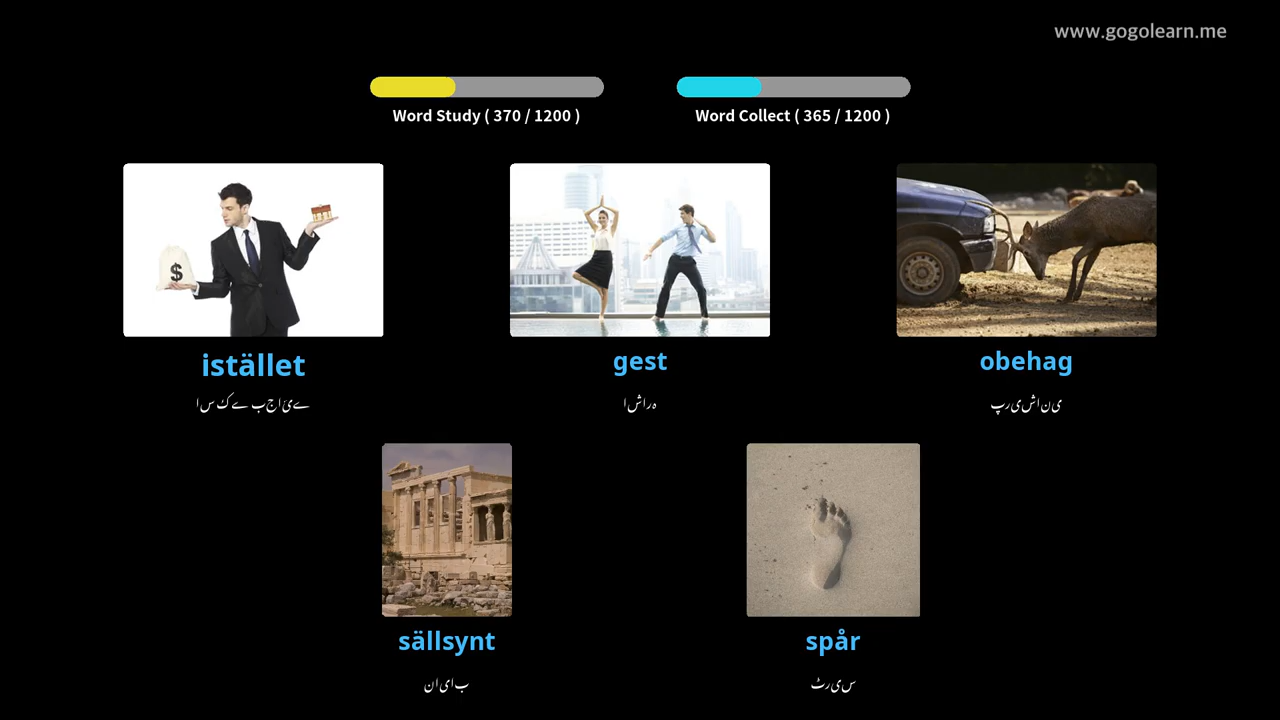 www.gogolearn.me
Word Study ( 370 / 1200 )
Word Collect ( 365 / 1200 )
istället
gest
obehag
اس کے بجائے
اشارہ
پریشانی
sällsynt
spår
نایاب
ٹریس